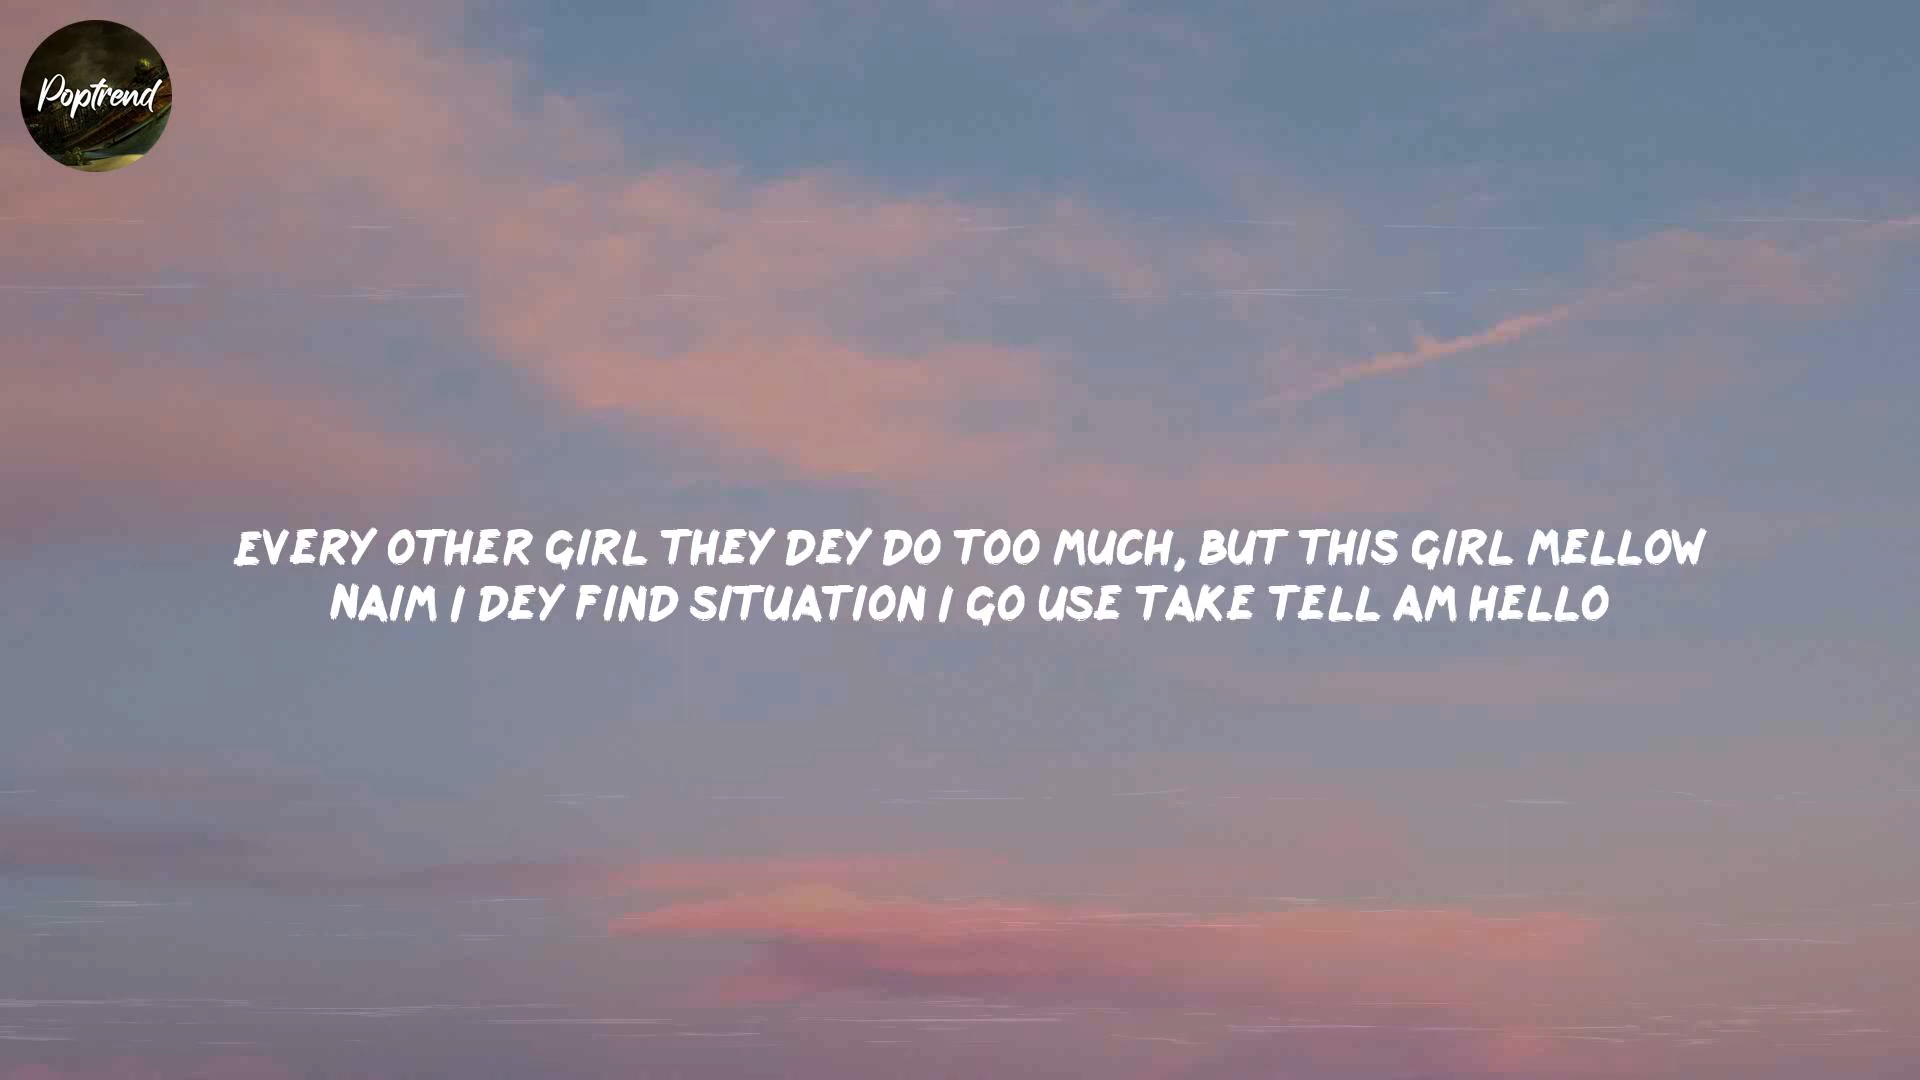 Poptrend
EVERY OTHER GIRL THEY DEY DO TOO MUCH, BUT THIS GIRL MELLOW
NAIM I DEY FIND SITUATION I GO USE TAKE TELL AM HELLO